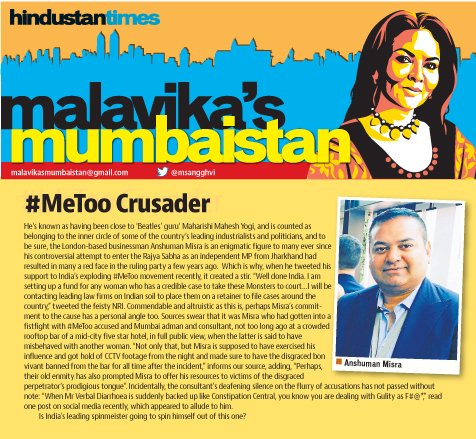 hindustantimes
malavika's
mumbaistan
malavikasmumbaistan@gmail.com @msangghvi
#MeToo Crusader
He's known as having been close to 'Beatles' guru' Maharishi Mahesh Yogi, and is counted as
belonging to the inner circle of some of the country's leading industrialists and politicians, and to
be sure, the London-based businessman Anshuman Misra is an enigmatic figure to many ever since
his controversial attempt to enter the Rajya Sabha as an independent MP from Jharkhand had
resulted in many a red face in the ruling party a few years ago. Which is why, when he tweeted his
support to India's exploding #MeToo movement recently, it created a stir. "Well done India. I am
setting up a fund for any woman who has a credible case to take these Monsters to court...I will be
contacting leading law firms on Indian soil to place them on a retainer to file cases around the
country," tweeted the feisty NRI. Commendable and altruistic as this is, perhaps Misra's commit-
ment to the cause has a personal angle too. Sources swear that it was Misra who had gotten into a
fistfight with #MeToo accused and Mumbai adman and consultant, not too long ago at a crowded
rooftop bar of a mid-city five star hotel, in full public view, when the latter is said to have
misbehaved with another woman. "Not only that, but Misra is supposed to have exercised his
influence and got hold of CCTV footage from the night and made sure to have the disgraced bon
vivant banned from the bar for all time after the incident," informs our source, adding, "Perhaps,
their old enmity has also prompted Misra to offer his resources to victims of the disgraced
perpetrator's prodigious tongue". Incidentally, the consultant's deafening silence on the flurry of accusations has not passed without
note: "When Mr Verbal Diarrhoea is suddenly backed up like Constipation Central, you know you are dealing with Gulity as F#@*," read
one post on social media recently, which appeared to allude to him.
Is India's leading spinmeister going to spin himself out of this one?
Anshuman Misra